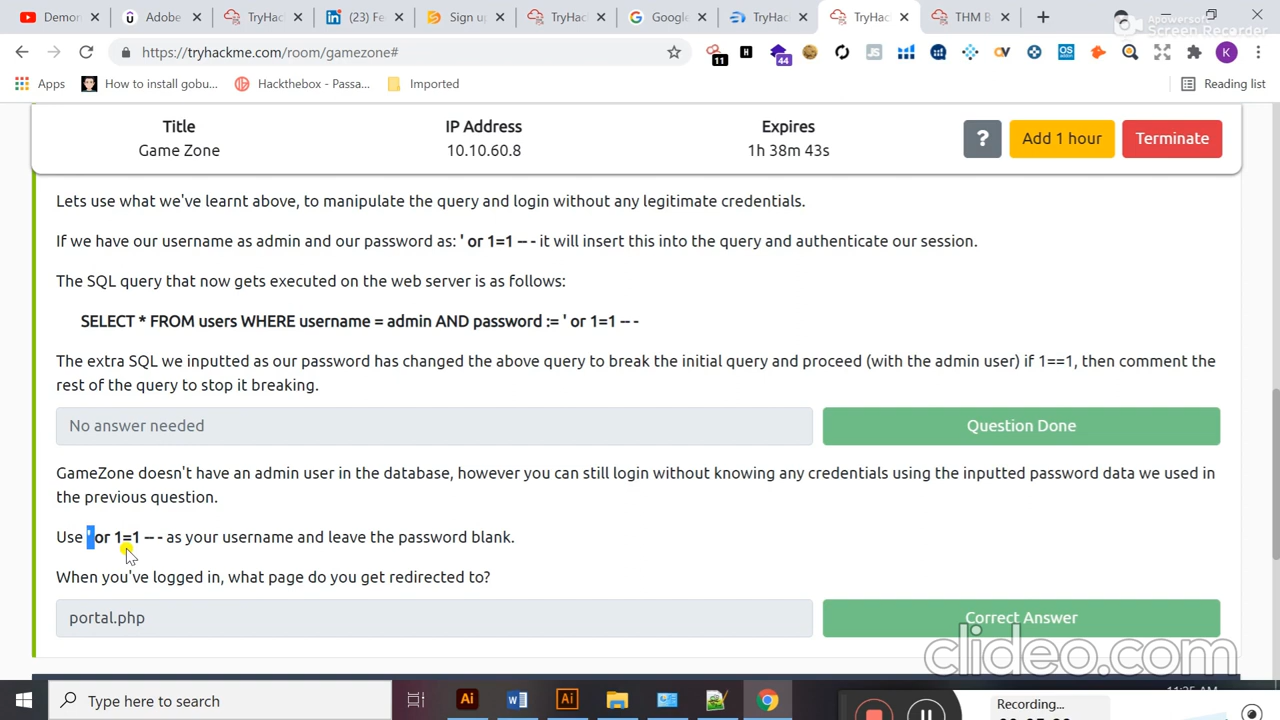 Demon
Adobe
TryHac
(23) Fe
Sign u
TryHac
Google
TryHac
TryHac
THM B
https://tryhackme.com/room/gamezone#
11
44
K
Apps
How to install gobu...
Hackthebox - Passa...
Imported
Reading list
Apowersoft
Screen Recorder
Title
IP Address
Expires
Game Zone
10.10.60.8
1h 38m 43s
?
Add 1 hour
Terminate
Lets use what we've learnt above, to manipulate the query and login without any legitimate credentials.
If we have our username as admin and our password as: ' or 1=1 -- - it will insert this into the query and authenticate our session.
The SQL query that now gets executed on the web server is as follows:
SELECT * FROM users WHERE username = admin AND password := ' or 1=1 -- -
The extra SQL we inputted as our password has changed the above query to break the initial query and proceed (with the admin user) if 1==1, then comment the
rest of the query to stop it breaking.
No answer needed
Question Done
GameZone doesn't have an admin user in the database, however you can still login without knowing any credentials using the inputted password data we used in
the previous question.
Use ' or 1=1 -- - as your username and leave the password blank.
When you've logged in, what page do you get redirected to?
portal.php
Correct Answer
clideo.com
Type here to search
Recording...